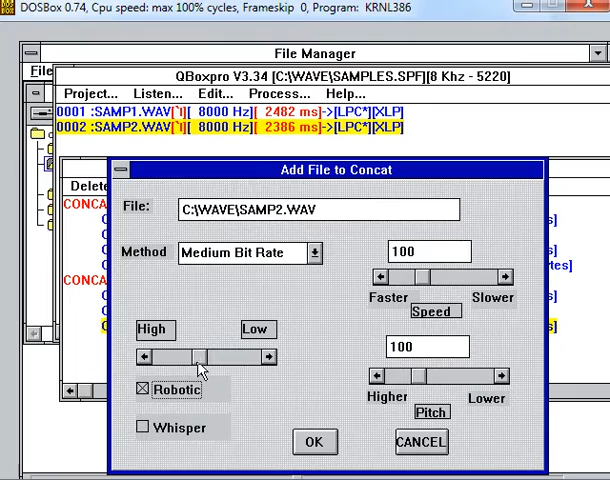 DOSBox 0.74, Cpu speed: max 100% cycles, Frameskip 0, Program: KRNL386
File Manager
File
QBoxpro V3.34 [C:\WAVE\SAMPLES.SPF][8 Khz - 5220]
Project... Listen... Edit... Process... Help...
0001 :SAMP1.WAV[`I][ 8000 Hz][ 2482 ms]->[LPC*][XLP]
0002 :SAMP2.WAV[`I][ 8000 Hz][ 2386 ms]->[LPC*][XLP]
Delete
CONCA
CONCA
Add File to Concat
File: C:\WAVE\SAMP2.WAV
Method Medium Bit Rate
100
Faster Slower
Speed
High Low
100
Higher Lower
Pitch
Robotic
Whisper
OK CANCEL